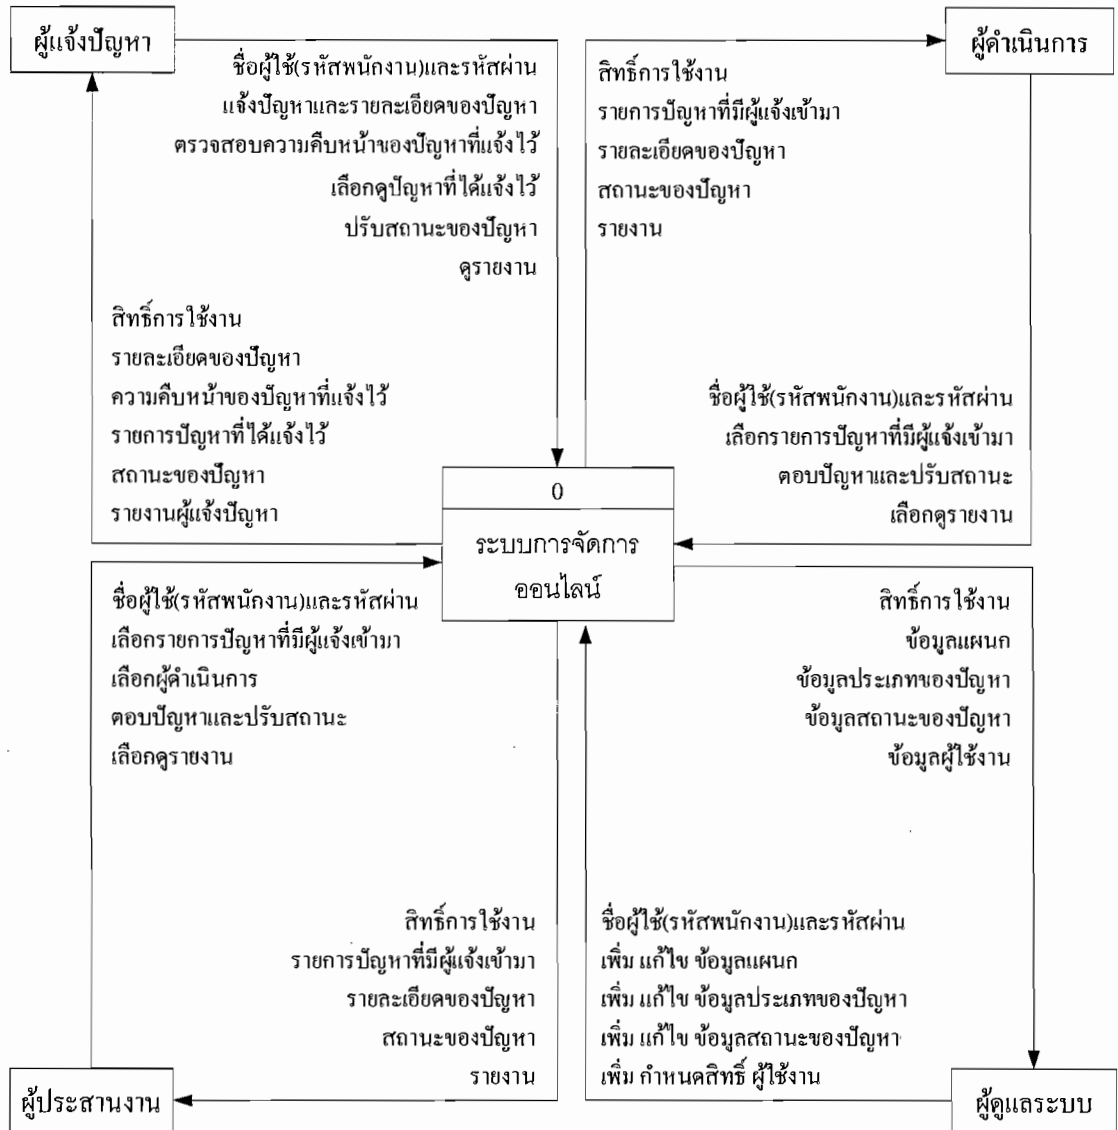 ผู้แจ้งปัญหา
ชื่อผู้ใช้(รหัสพนักงาน)และรหัสผ่าน
แจ้งปัญหาและรายละเอียดของปัญหา
ตรวจสอบความคืบหน้าของปัญหาที่แจ้งไว้
เลือกดูปัญหาที่ได้แจ้งไว้
ปรับสถานะของปัญหา
ดูรายงาน
สิทธิ์การใช้งาน
รายละเอียดของปัญหา
ความคืบหน้าของปัญหาที่แจ้งไว้
รายการปัญหาที่ได้แจ้งไว้
สถานะของปัญหา
รายงานผู้แจ้งปัญหา
ผู้ดำเนินการ
สิทธิ์การใช้งาน
รายการปัญหาที่มีผู้แจ้งเข้ามา
รายละเอียดของปัญหา
สถานะของปัญหา
รายงาน
ชื่อผู้ใช้(รหัสพนักงาน)และรหัสผ่าน
เลือกรายการปัญหาที่มีผู้แจ้งเข้ามา
ตอบปัญหาและปรับสถานะ
เลือกดูรายงาน
0
ระบบการจัดการ
ออนไลน์
ชื่อผู้ใช้(รหัสพนักงาน)และรหัสผ่าน
เลือกรายการปัญหาที่มีผู้แจ้งเข้ามา
เลือกผู้ดำเนินการ
ตอบปัญหาและปรับสถานะ
เลือกดูรายงาน
สิทธิ์การใช้งาน
รายการปัญหาที่มีผู้แจ้งเข้ามา
รายละเอียดของปัญหา
สถานะของปัญหา
รายงาน
ผู้ประสานงาน
สิทธิ์การใช้งาน
ข้อมูลแผนก
ข้อมูลประเภทของปัญหา
ข้อมูลสถานะของปัญหา
ข้อมูลผู้ใช้งาน
ชื่อผู้ใช้(รหัสพนักงาน)และรหัสผ่าน
เพิ่ม แก้ไข ข้อมูลแผนก
เพิ่ม แก้ไข ข้อมูลประเภทของปัญหา
เพิ่ม แก้ไข ข้อมูลสถานะของปัญหา
เพิ่ม กำหนดสิทธิ์ ผู้ใช้งาน
ผู้ดูแลระบบ